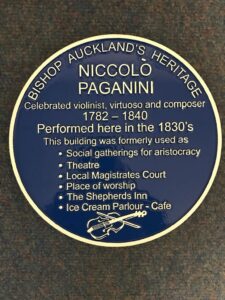 BISHOP AUCKLAND'S HERITAGE
NICCOLÒ
PAGANINI
Celebrated violinist, virtuoso and composer
1782 – 1840
Performed here in the 1830's
This building was formerly used as
• Social gatherings for aristocracy
• Theatre
• Local Magistrates Court
• Place of worship
• The Shepherds Inn
• Ice Cream Parlour - Cafe